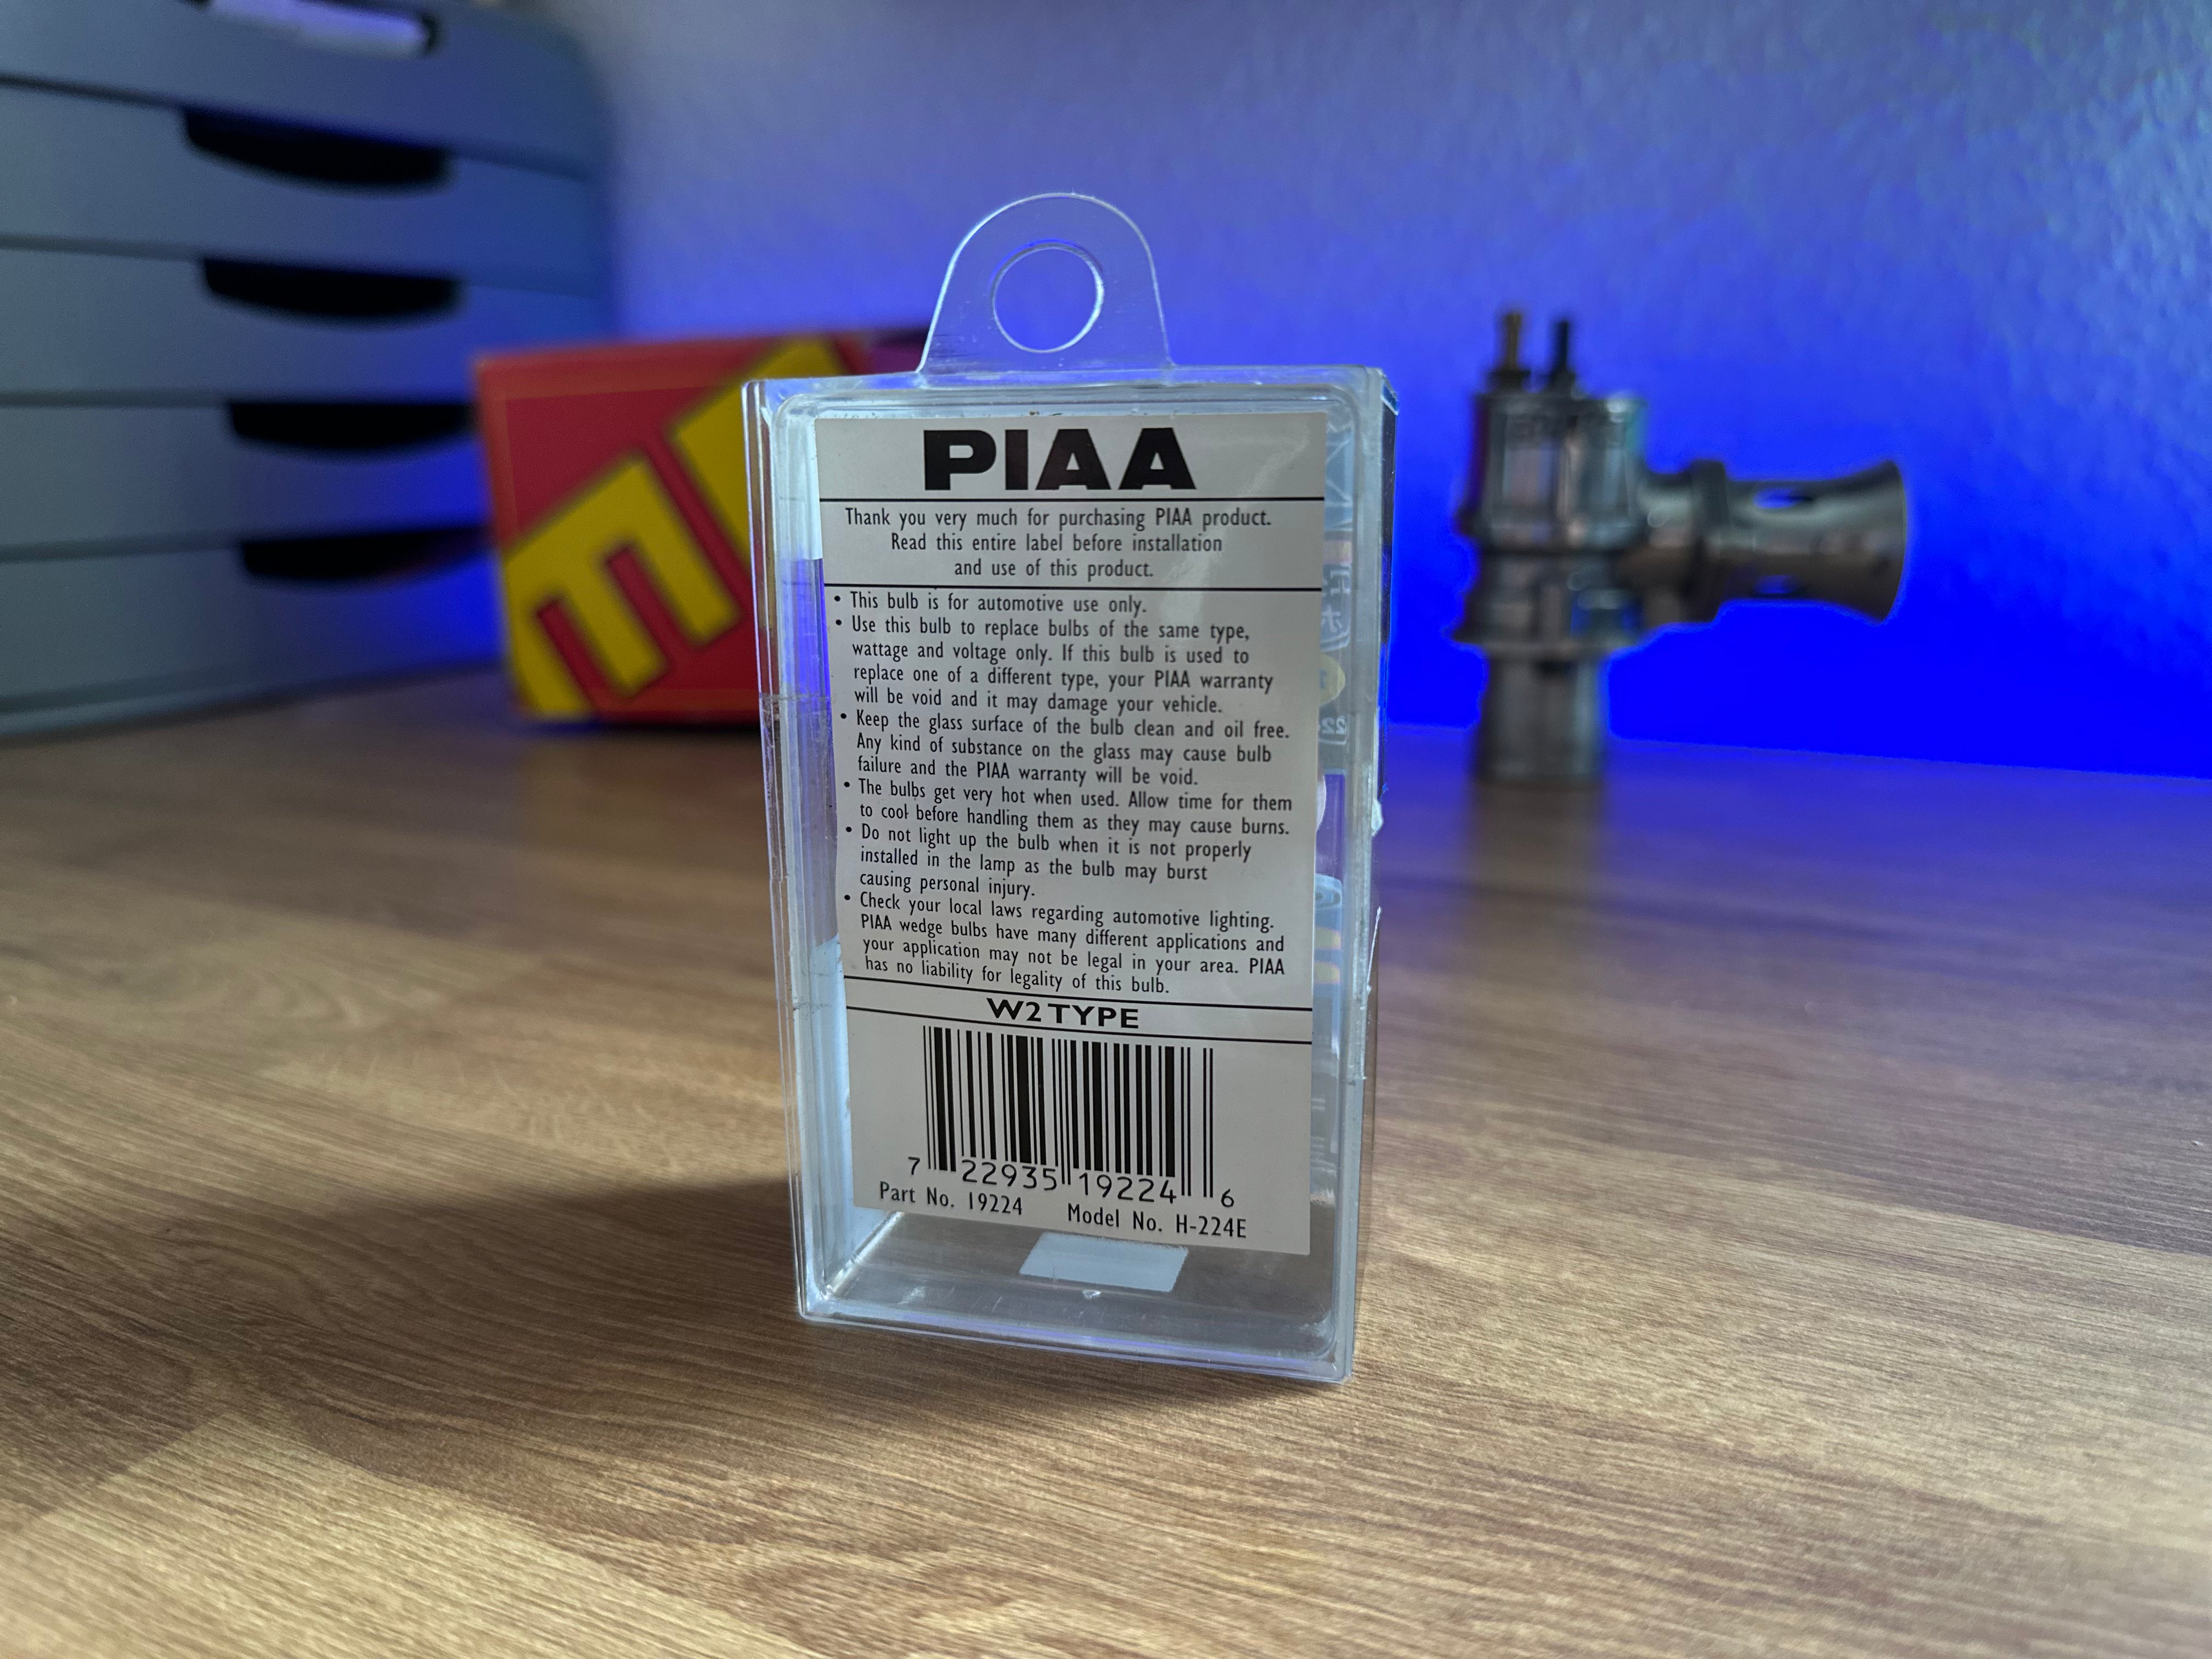 PIAA
Thank you very much for purchasing PIAA product.
Read this entire label before installation
and use of this product.
• This bulb is for automotive use only.
• Use this bulb to replace bulbs of the same type,
wattage and voltage only. If this bulb is used to
replace one of a different type, your PIAA warranty
will be void and it may damage your vehicle.
• Keep the glass surface of the bulb clean and oil free.
Any kind of substance on the glass may cause bulb
failure and the PIAA warranty will be void.
• The bulbs get very hot when used. Allow time for them
to cool before handling them as they may cause burns.
• Do not light up the bulb when it is not properly
installed in the lamp as the bulb may burst
causing personal injury.
• Check your local laws regarding automotive lighting.
PIAA wedge bulbs have many different applications and
your application may not be legal in your area. PIAA
has no liability for legality of this bulb.
W2 TYPE
7 22935 19224 6
Part No. 19224 Model No. H-224E